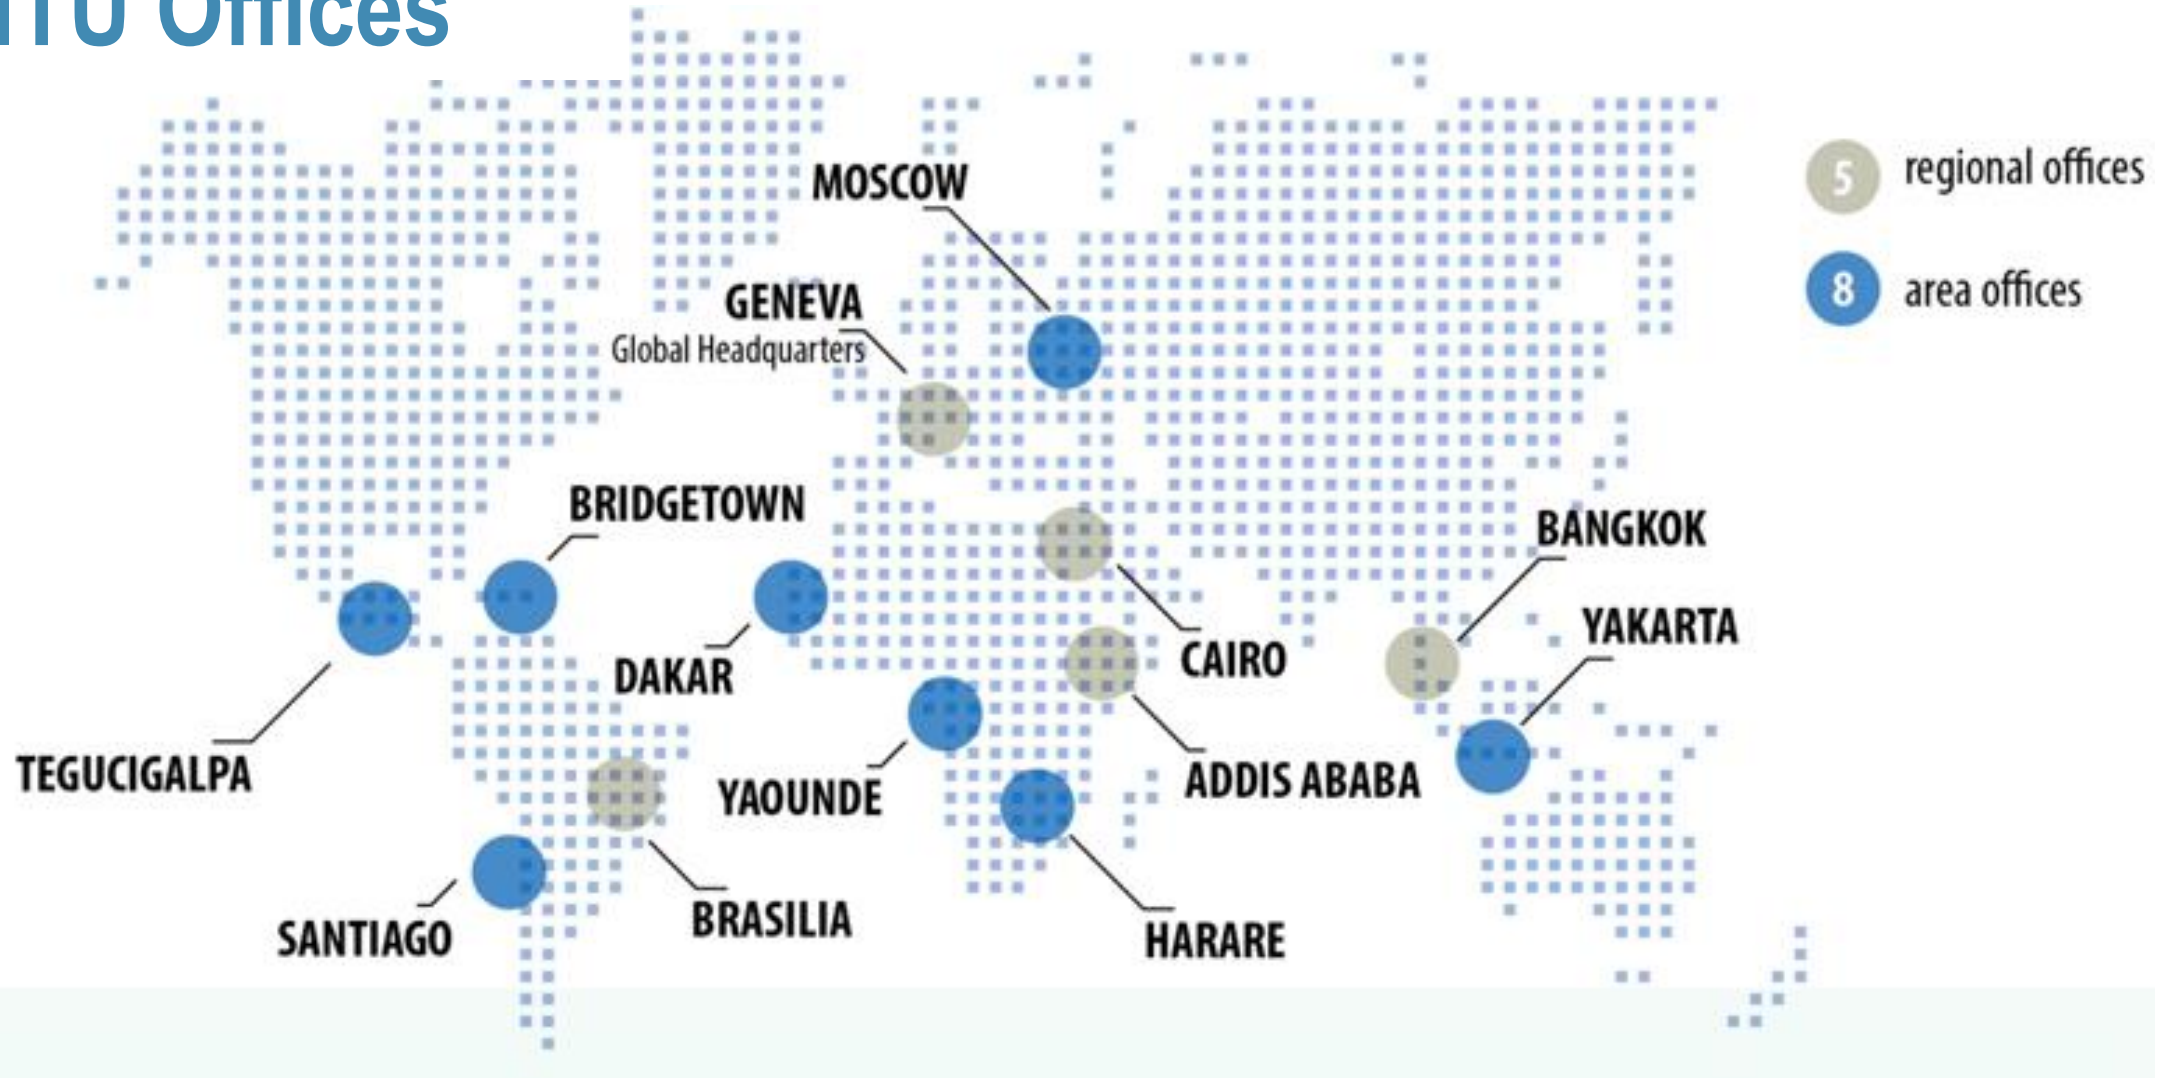 ITU Offices
MOSCOW
5 regional offices
GENEVA
Global Headquarters
8 area offices
BRIDGETOWN
BANGKOK
YAKARTA
DAKAR
CAIRO
TEGUCIGALPA
YAOUNDE
ADDIS ABABA
SANTIAGO
BRASILIA
HARARE